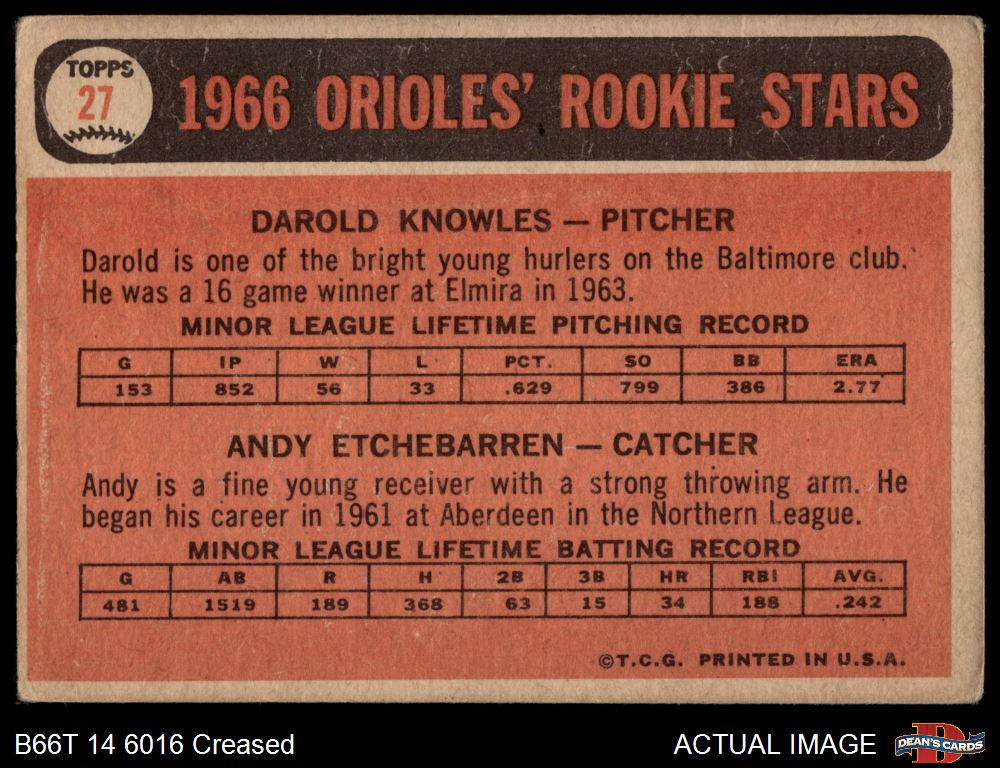 TOPPS
27
1966 ORIOLES' ROOKIE STARS
DAROLD KNOWLES — PITCHER
Darold is one of the bright young hurlers on the Baltimore club.
He was a 16 game winner at Elmira in 1963.
MINOR LEAGUE LIFETIME PITCHING RECORD
G IP W L PCT. SO BB ERA
153 852 56 33 .629 799 386 2.77
ANDY ETCHEBARREN — CATCHER
Andy is a fine young receiver with a strong throwing arm. He
began his career in 1961 at Aberdeen in the Northern League.
MINOR LEAGUE LIFETIME BATTING RECORD
G AB R H 2B 3B HR RBI AVG.
481 1519 189 368 63 15 34 188 .242
©T.C.G. PRINTED IN U.S.A.
B66T 14 6016 Creased
ACTUAL IMAGE
D
DEAN'S CARDS